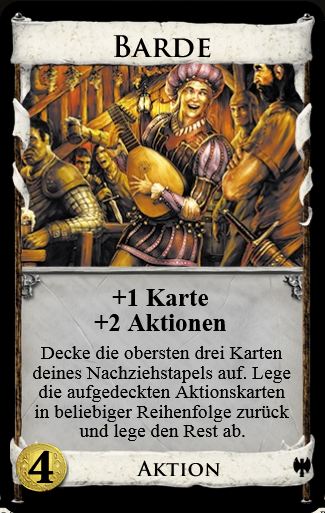 Barde
+1 Karte
+2 Aktionen
Decke die obersten drei Karten
deines Nachziehstapels auf. Lege
die aufgedeckten Aktionskarten
in beliebiger Reihenfolge zurück
und lege den Rest ab.
4
Aktion